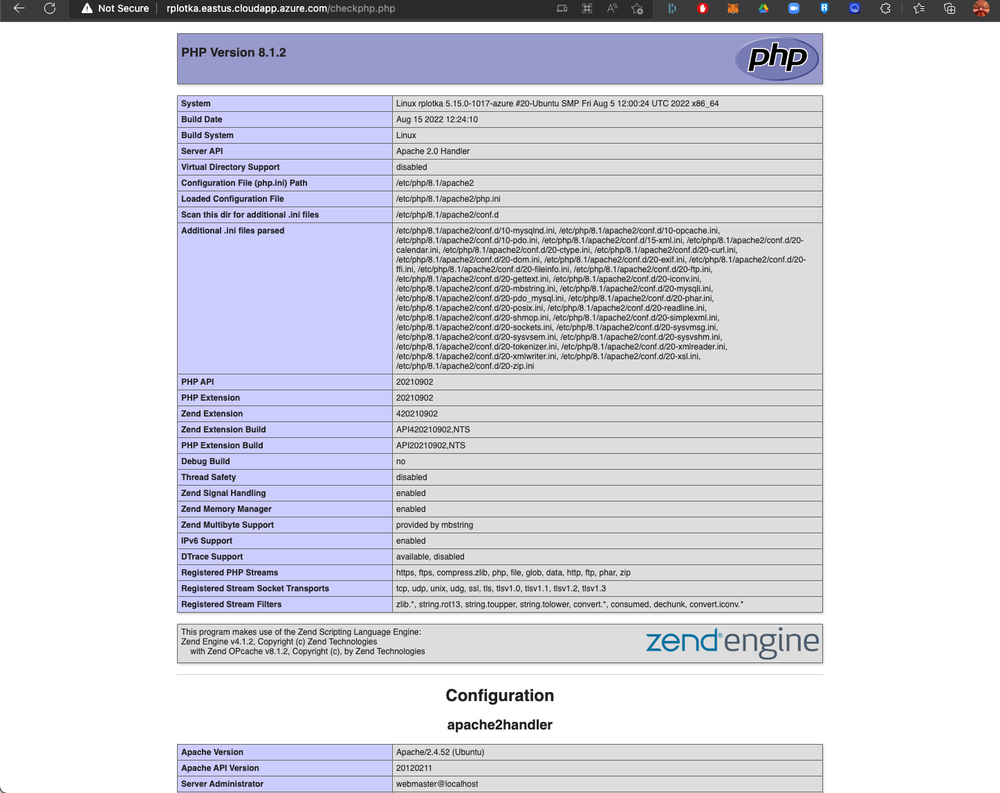 Not Secure rplotka.eastus.cloudapp.azure.com/checkphp.php
PHP Version 8.1.2
php
System Linux rplotka 5.15.0-1017-azure #20-Ubuntu SMP Fri Aug 5 12:00:24 UTC 2022 x86_64
Build Date Aug 15 2022 12:24:10
Build System Linux
Server API Apache 2.0 Handler
Virtual Directory Support disabled
Configuration File (php.ini) Path /etc/php/8.1/apache2
Loaded Configuration File /etc/php/8.1/apache2/php.ini
Scan this dir for additional .ini files /etc/php/8.1/apache2/conf.d
Additional .ini files parsed /etc/php/8.1/apache2/conf.d/10-mysqlnd.ini, /etc/php/8.1/apache2/conf.d/10-opcache.ini,
/etc/php/8.1/apache2/conf.d/10-pdo.ini, /etc/php/8.1/apache2/conf.d/15-xml.ini, /etc/php/8.1/apache2/conf.d/20-
calendar.ini, /etc/php/8.1/apache2/conf.d/20-ctype.ini, /etc/php/8.1/apache2/conf.d/20-curl.ini,
/etc/php/8.1/apache2/conf.d/20-dom.ini, /etc/php/8.1/apache2/conf.d/20-exif.ini, /etc/php/8.1/apache2/conf.d/20-
ffi.ini, /etc/php/8.1/apache2/conf.d/20-fileinfo.ini, /etc/php/8.1/apache2/conf.d/20-ftp.ini,
/etc/php/8.1/apache2/conf.d/20-gettext.ini, /etc/php/8.1/apache2/conf.d/20-iconv.ini,
/etc/php/8.1/apache2/conf.d/20-mbstring.ini, /etc/php/8.1/apache2/conf.d/20-mysqli.ini,
/etc/php/8.1/apache2/conf.d/20-pdo_mysql.ini, /etc/php/8.1/apache2/conf.d/20-phar.ini,
/etc/php/8.1/apache2/conf.d/20-posix.ini, /etc/php/8.1/apache2/conf.d/20-readline.ini,
/etc/php/8.1/apache2/conf.d/20-shmop.ini, /etc/php/8.1/apache2/conf.d/20-simplexml.ini,
/etc/php/8.1/apache2/conf.d/20-sockets.ini, /etc/php/8.1/apache2/conf.d/20-sysvmsg.ini,
/etc/php/8.1/apache2/conf.d/20-sysvsem.ini, /etc/php/8.1/apache2/conf.d/20-sysvshm.ini,
/etc/php/8.1/apache2/conf.d/20-tokenizer.ini, /etc/php/8.1/apache2/conf.d/20-xmlreader.ini,
/etc/php/8.1/apache2/conf.d/20-xmlwriter.ini, /etc/php/8.1/apache2/conf.d/20-xsl.ini,
/etc/php/8.1/apache2/conf.d/20-zip.ini
PHP API 20210902
PHP Extension 20210902
Zend Extension 420210902
Zend Extension Build API420210902,NTS
PHP Extension Build API20210902,NTS
Debug Build no
Thread Safety disabled
Zend Signal Handling enabled
Zend Memory Manager enabled
Zend Multibyte Support provided by mbstring
IPv6 Support enabled
DTrace Support available, disabled
Registered PHP Streams https, ftps, compress.zlib, php, file, glob, data, http, ftp, phar, zip
Registered Stream Socket Transports tcp, udp, unix, udg, ssl, tls, tlsv1.0, tlsv1.1, tlsv1.2, tlsv1.3
Registered Stream Filters zlib.*, string.rot13, string.toupper, string.tolower, convert.*, consumed, dechunk, convert.iconv.*
This program makes use of the Zend Scripting Language Engine:
Zend Engine v4.1.2, Copyright (c) Zend Technologies
with Zend OPcache v8.1.2, Copyright (c), by Zend Technologies
zend®engine
Configuration
apache2handler
Apache Version Apache/2.4.52 (Ubuntu)
Apache API Version 20120211
Server Administrator webmaster@localhost